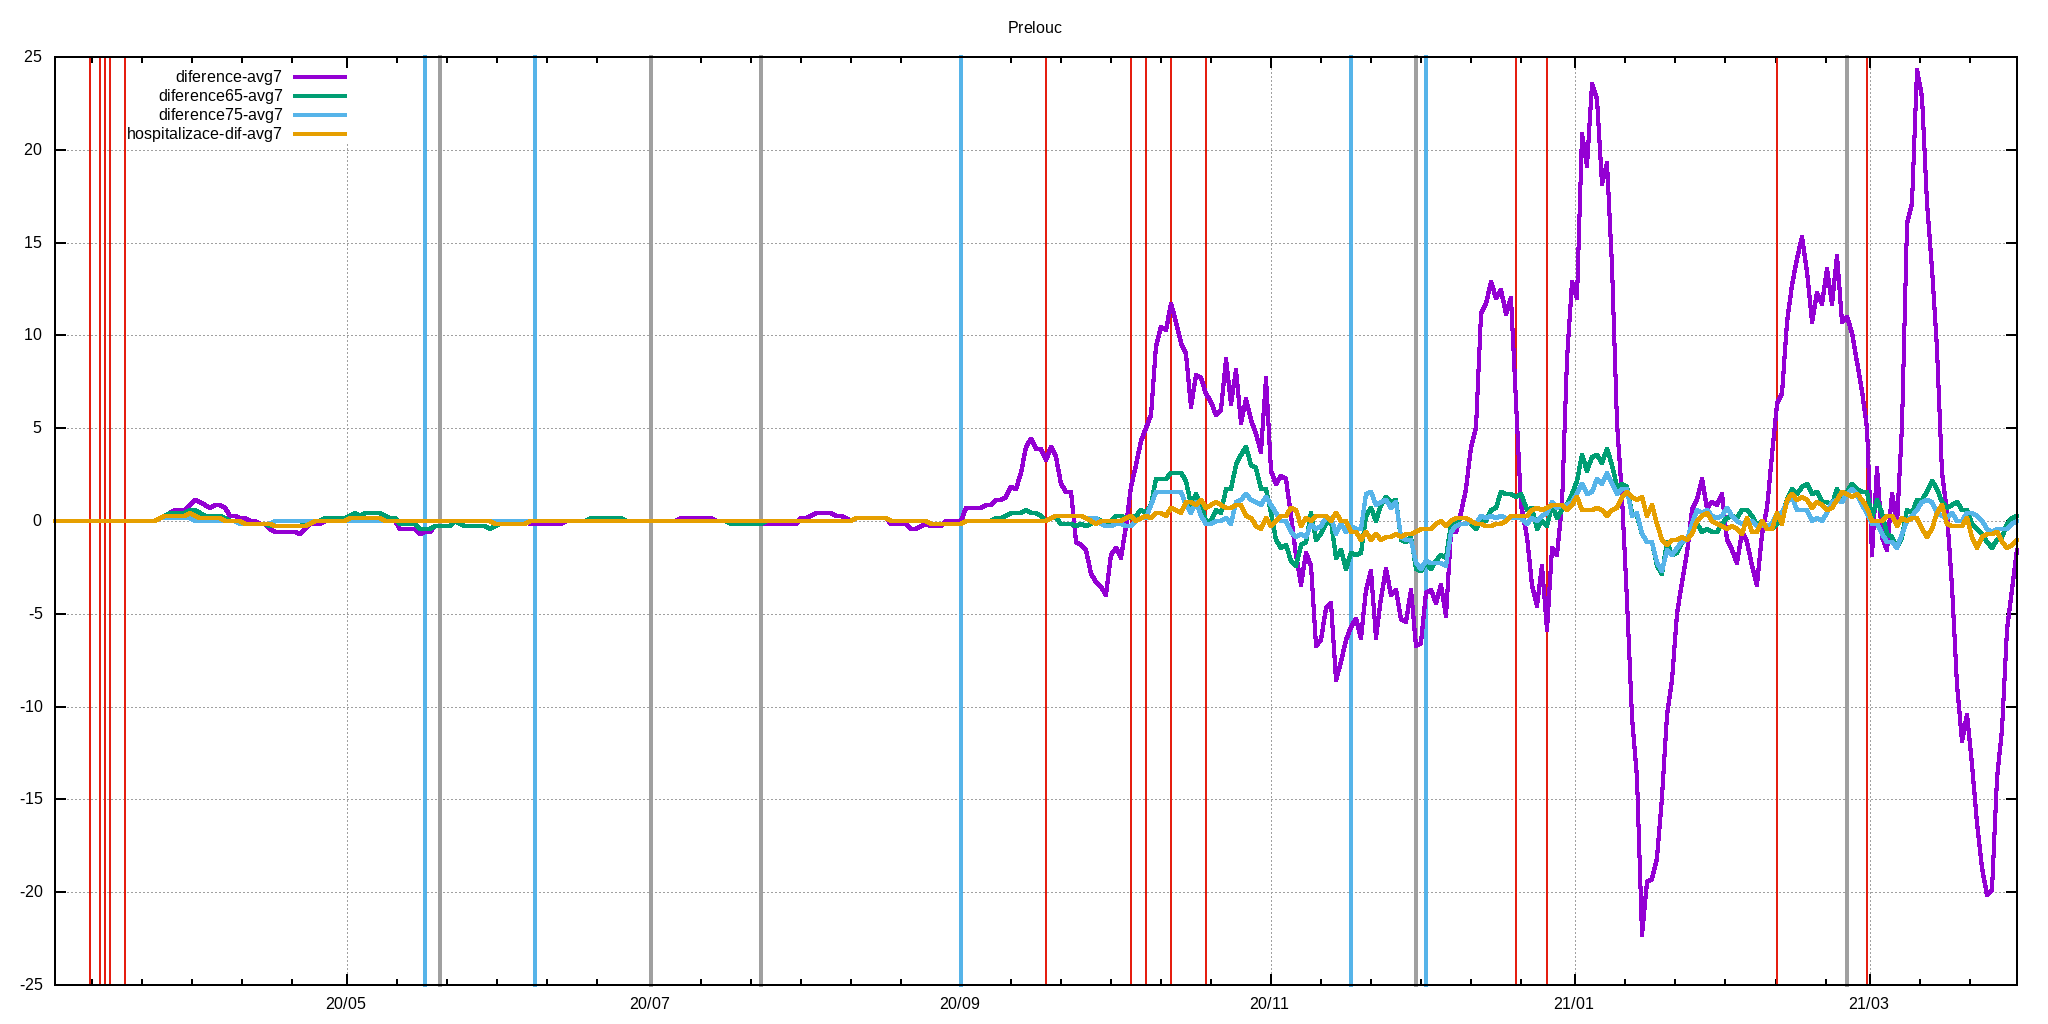 Prelouc
25
diference-avg7
diference65-avg7
diference75-avg7
hospitalizace-dif-avg7
20
15
10
5
0
-5
-10
-15
-20
-25
20/05 20/07 20/09 20/11 21/01 21/03